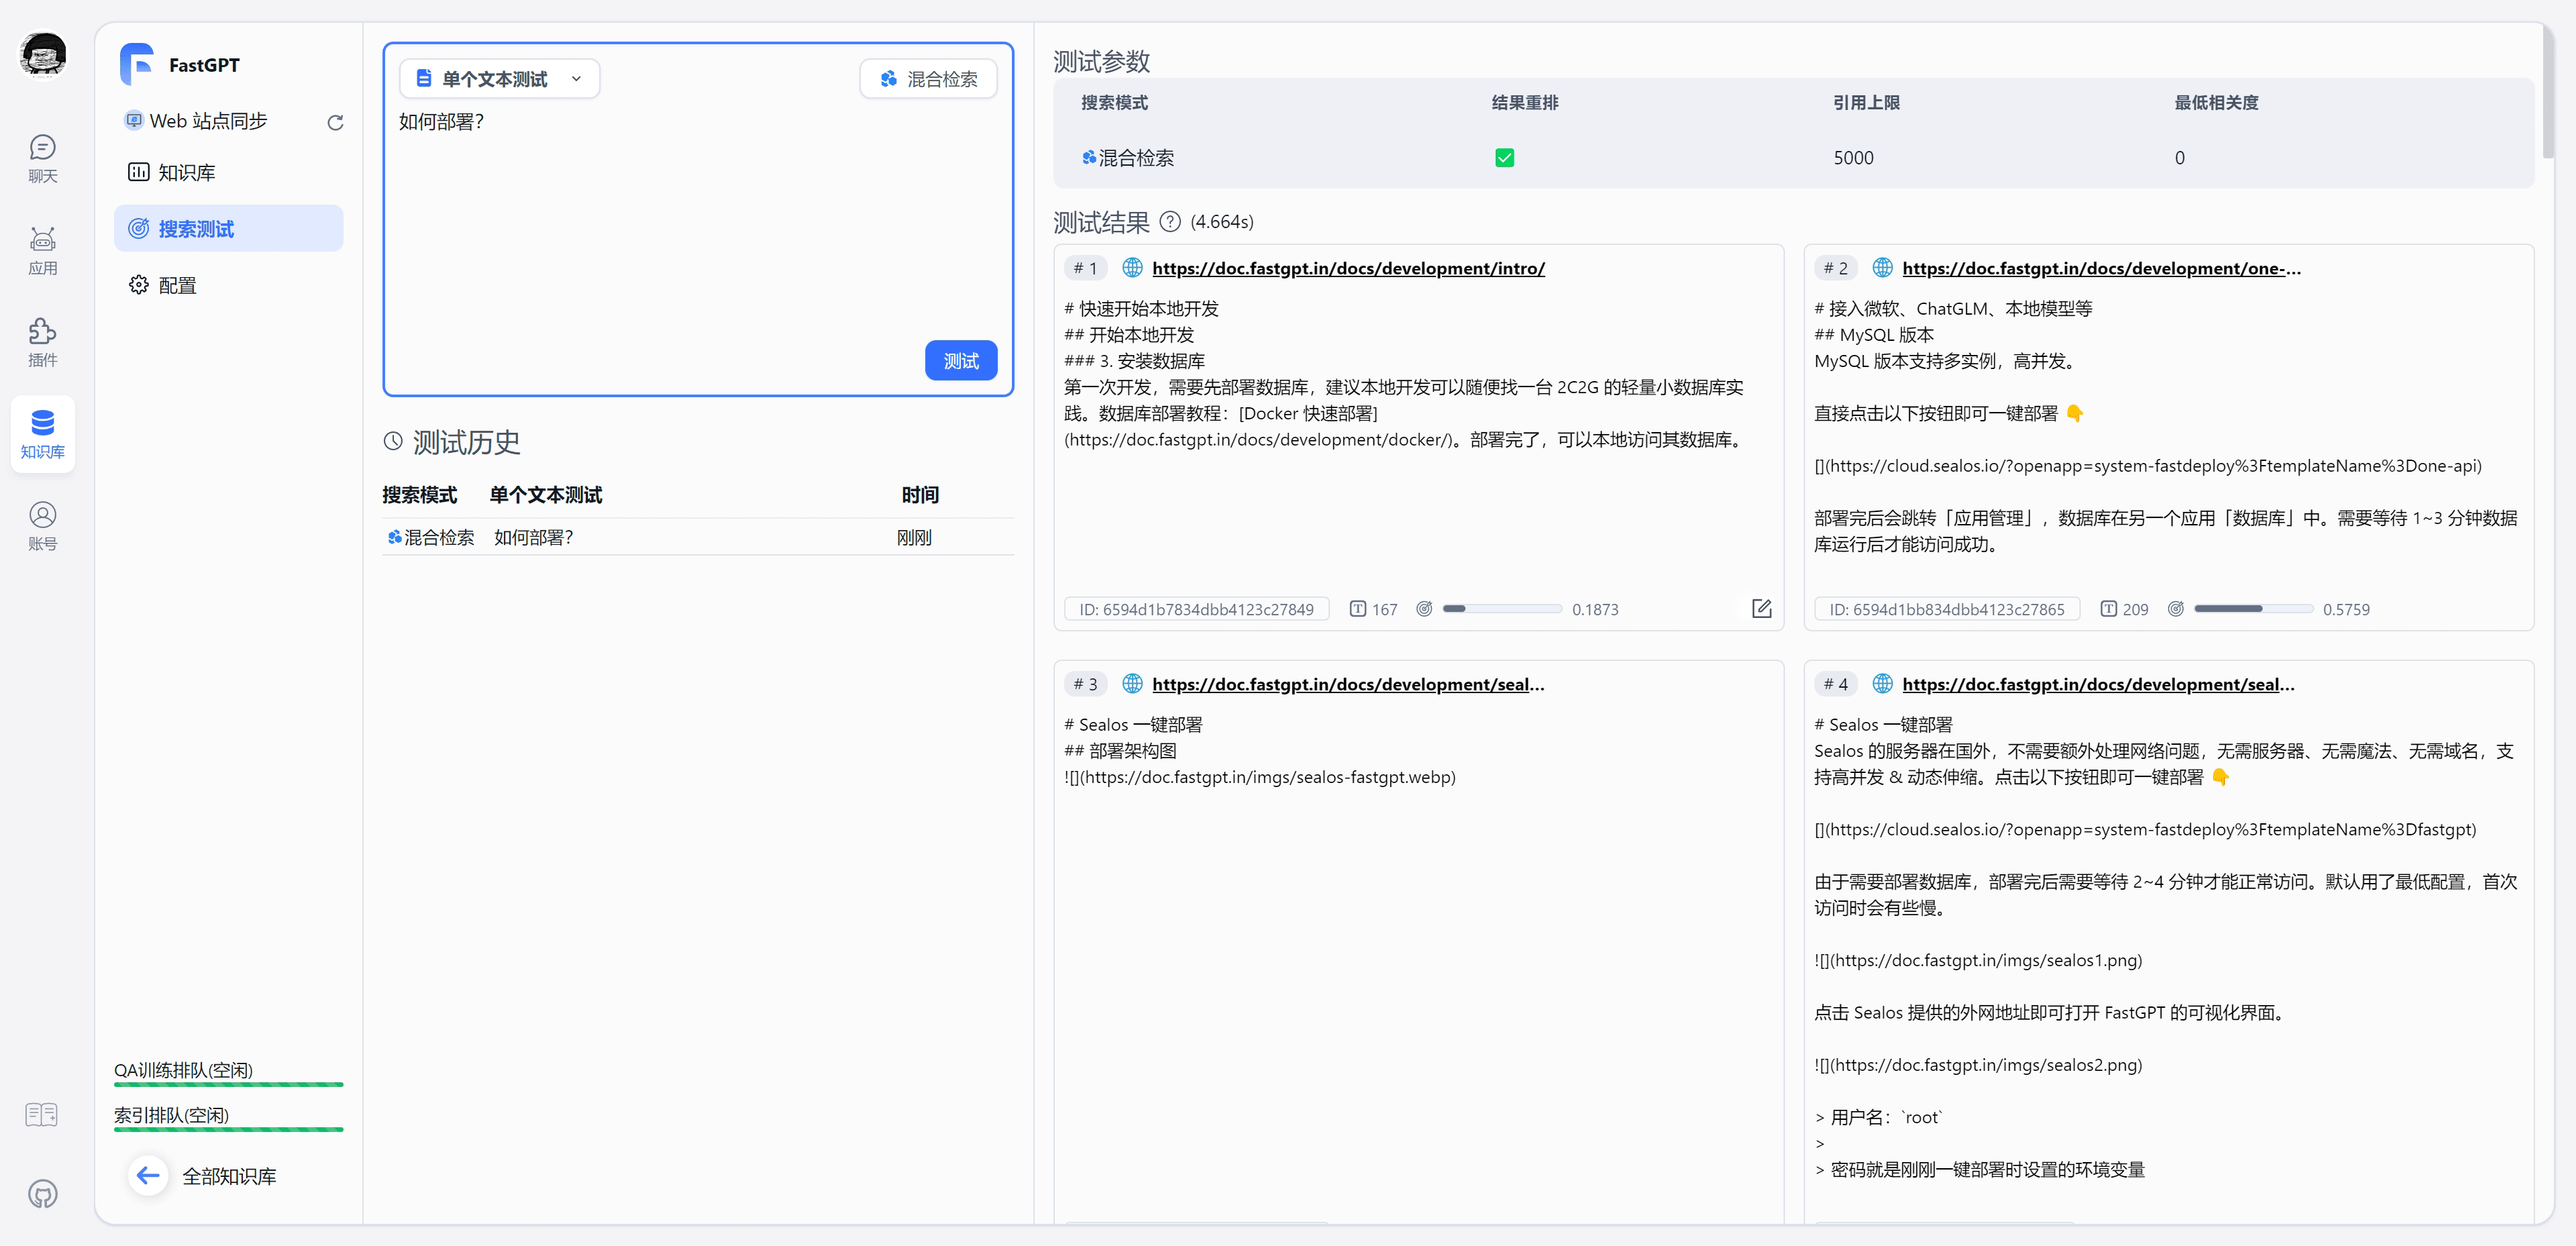 聊天
应用
插件
知识库
账号
FastGPT
Web 站点同步
知识库
搜索测试
配置
QA训练排队(空闲)
索引排队(空闲)
全部知识库
单个文本测试
混合检索
如何部署?
测试
测试历史
搜索模式 单个文本测试 时间
混合检索 如何部署? 刚刚
测试参数
搜索模式 结果重排 引用上限 最低相关度
混合检索 5000 0
测试结果 (4.664s)
# 1 https://doc.fastgpt.in/docs/development/intro/
# 快速开始本地开发
## 开始本地开发
### 3. 安装数据库
第一次开发，需要先部署数据库，建议本地开发可以随便找一台 2C2G 的轻量小数据库实
践。数据库部署教程：[Docker 快速部署]
(https://doc.fastgpt.in/docs/development/docker/)。部署完了，可以本地访问其数据库。
ID: 6594d1b7834dbb4123c27849 167 0.1873
# 2 https://doc.fastgpt.in/docs/development/one-...
# 接入微软、ChatGLM、本地模型等
## MySQL 版本
MySQL 版本支持多实例，高并发。
直接点击以下按钮即可一键部署 👇
[](https://cloud.sealos.io/?openapp=system-fastdeploy%3FtemplateName%3Done-api)
部署完后会跳转「应用管理」，数据库在另一个应用「数据库」中。需要等待 1~3 分钟数据
库运行后才能访问成功。
ID: 6594d1bb834dbb4123c27865 209 0.5759
# 3 https://doc.fastgpt.in/docs/development/seal...
# Sealos 一键部署
## 部署架构图
![](https://doc.fastgpt.in/imgs/sealos-fastgpt.webp)
# 4 https://doc.fastgpt.in/docs/development/seal...
# Sealos 一键部署
Sealos 的服务器在国外，不需要额外处理网络问题，无需服务器、无需魔法、无需域名，支
持高并发 & 动态伸缩。点击以下按钮即可一键部署 👇
[](https://cloud.sealos.io/?openapp=system-fastdeploy%3FtemplateName%3Dfastgpt)
由于需要部署数据库，部署完后需要等待 2~4 分钟才能正常访问。默认用了最低配置，首次
访问时会有些慢。
![](https://doc.fastgpt.in/imgs/sealos1.png)
点击 Sealos 提供的外网地址即可打开 FastGPT 的可视化界面。
![](https://doc.fastgpt.in/imgs/sealos2.png)
> 用户名：`root`
>
> 密码就是刚刚一键部署时设置的环境变量